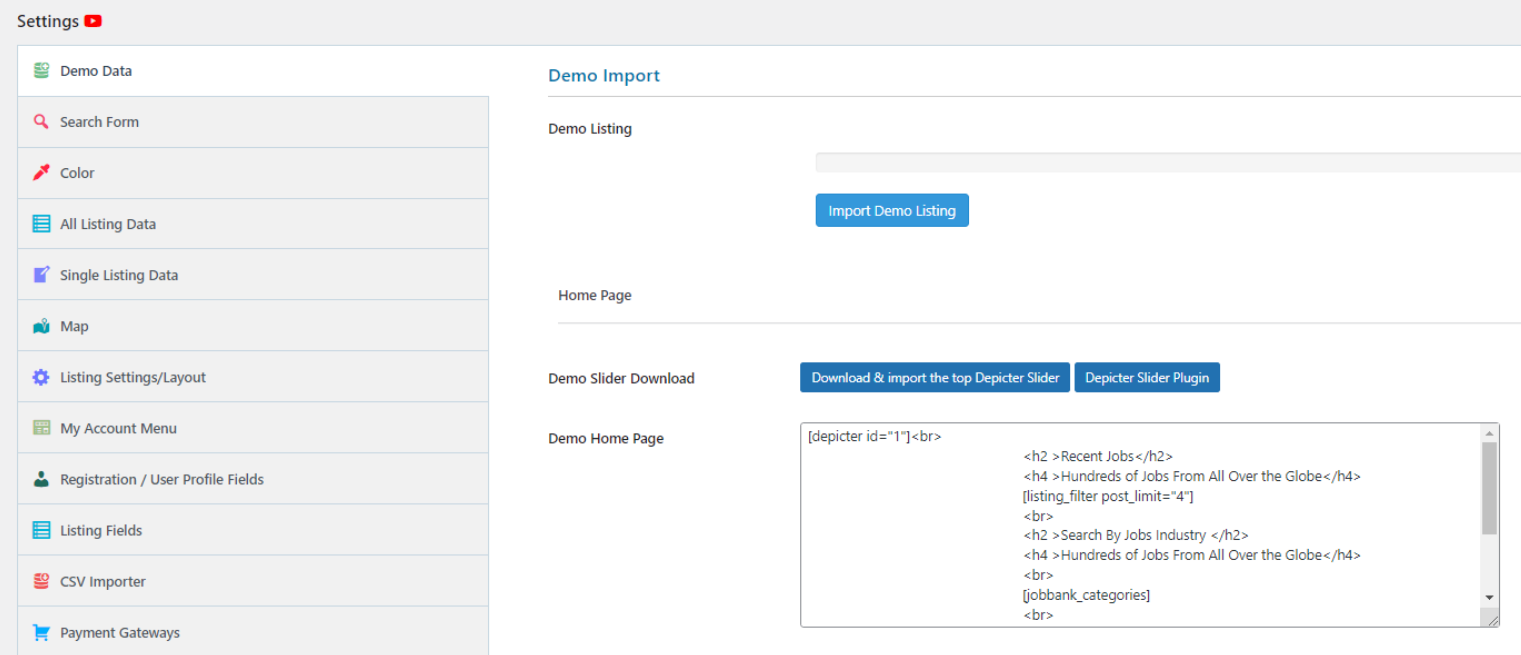 Settings
Demo Data
Search Form
Color
All Listing Data
Single Listing Data
Map
Listing Settings/Layout
My Account Menu
Registration / User Profile Fields
Listing Fields
CSV Importer
Payment Gateways
Demo Import
Demo Listing
Import Demo Listing
Home Page
Demo Slider Download
Download & import the top Depicter Slider
Depicter Slider Plugin
Demo Home Page
[depicter id="1"]<br>
<h2 >Recent Jobs</h2>
<h4 >Hundreds of Jobs From All Over the Globe</h4>
[listing_filter post_limit="4"]
<br>
<h2 >Search By Jobs Industry </h2>
<h4 >Hundreds of Jobs From All Over the Globe</h4>
<br>
[jobbank_categories]
<br>